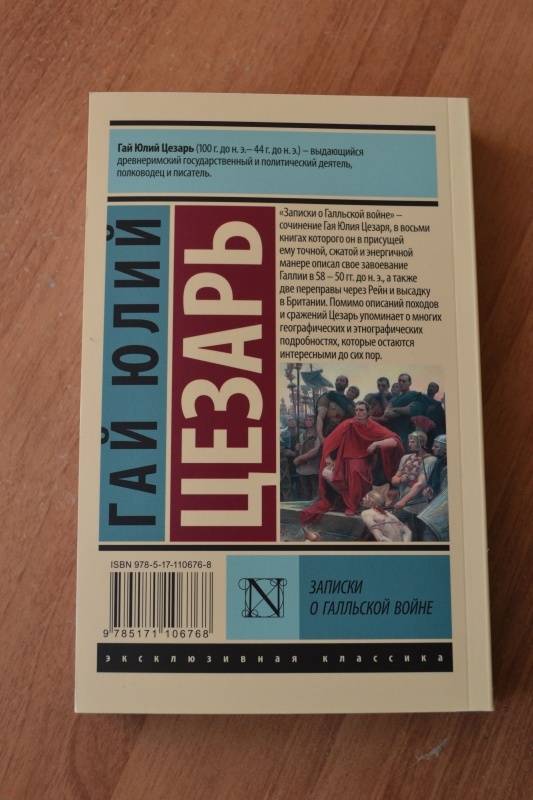 Гай Юлий Цезарь (100 г. до н. э.– 44 г. до н. э.) – выдающийся
древнеримский государственный и политический деятель,
полководец и писатель.
ГАЙ ЮЛИЙ
ЦЕЗАРЬ
«Записки о Галльской войне» –
сочинение Гая Юлия Цезаря, в восьми
книгах которого он в присущей
ему точной, сжатой и энергичной
манере описал свое завоевание
Галлии в 58 – 50 гг. до н. э., а также
две переправы через Рейн и высадку
в Британии. Помимо описаний походов
и сражений Цезарь упоминает о многих
географических и этнографических
подробностях, которые остаются
интересными до сих пор.
ISBN 978-5-17-110676-8
9 785171 106768
N
ЗАПИСКИ
О ГАЛЛЬСКОЙ ВОЙНЕ
ЭКСКЛЮЗИВНАЯ КЛАССИКА